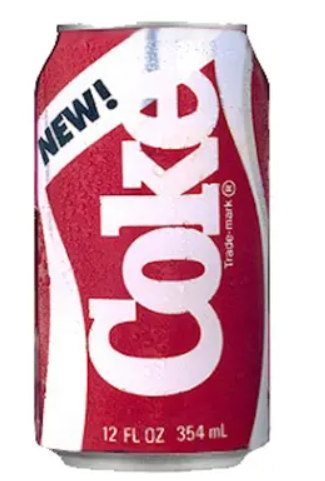 NEW!
Coke
Trade-mark®
12 FL OZ 354 mL